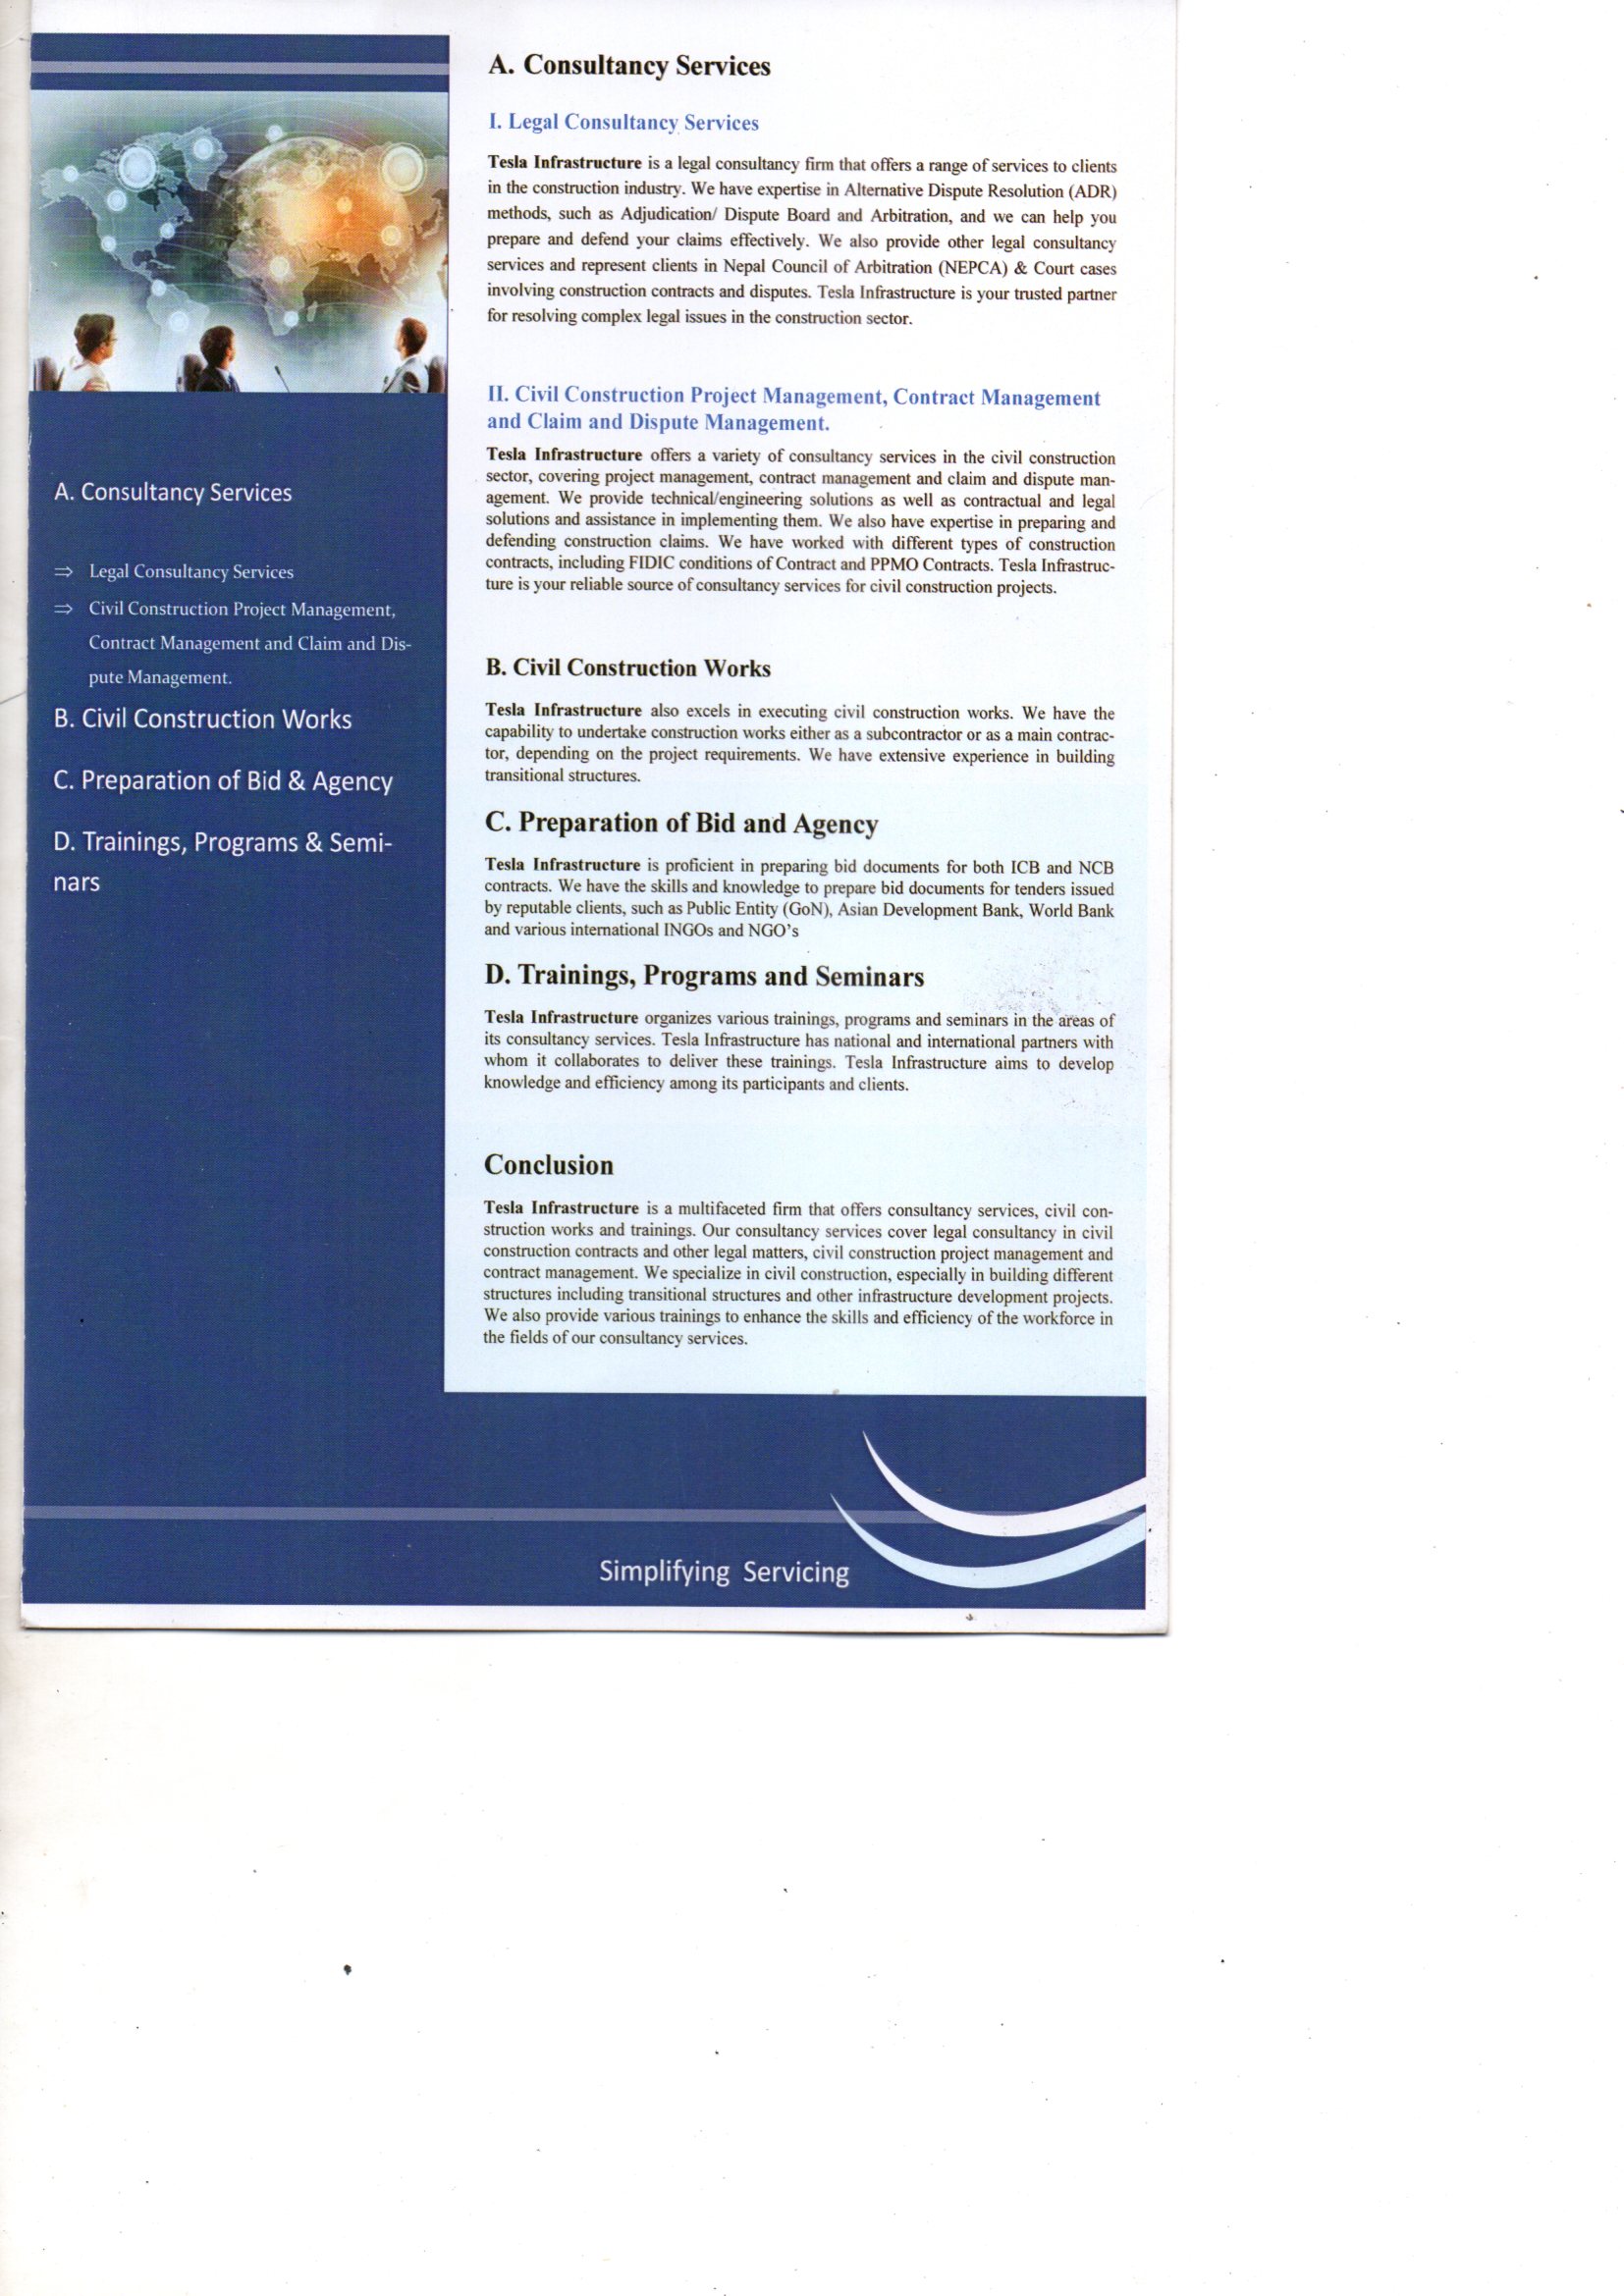 A. Consultancy Services
⇒ Legal Consultancy Services
⇒ Civil Construction Project Management,
Contract Management and Claim and Dis-
pute Management.
B. Civil Construction Works
C. Preparation of Bid & Agency
D. Trainings, Programs & Semi-
nars
A. Consultancy Services
I. Legal Consultancy Services
Tesla Infrastructure is a legal consultancy firm that offers a range of services to clients
in the construction industry. We have expertise in Alternative Dispute Resolution (ADR)
methods, such as Adjudication/ Dispute Board and Arbitration, and we can help you
prepare and defend your claims effectively. We also provide other legal consultancy
services and represent clients in Nepal Council of Arbitration (NEPCA) & Court cases
involving construction contracts and disputes. Tesla Infrastructure is your trusted partner
for resolving complex legal issues in the construction sector.
II. Civil Construction Project Management, Contract Management
and Claim and Dispute Management.
Tesla Infrastructure offers a variety of consultancy services in the civil construction
sector, covering project management, contract management and claim and dispute man-
agement. We provide technical/engineering solutions as well as contractual and legal
solutions and assistance in implementing them. We also have expertise in preparing and
defending construction claims. We have worked with different types of construction
contracts, including FIDIC conditions of Contract and PPMO Contracts. Tesla Infrastruc-
ture is your reliable source of consultancy services for civil construction projects.
B. Civil Construction Works
Tesla Infrastructure also excels in executing civil construction works. We have the
capability to undertake construction works either as a subcontractor or as a main contrac-
tor, depending on the project requirements. We have extensive experience in building
transitional structures.
C. Preparation of Bid and Agency
Tesla Infrastructure is proficient in preparing bid documents for both ICB and NCB
contracts. We have the skills and knowledge to prepare bid documents for tenders issued
by reputable clients, such as Public Entity (GoN), Asian Development Bank, World Bank
and various international INGOs and NGO's
D. Trainings, Programs and Seminars
Tesla Infrastructure organizes various trainings, programs and seminars in the areas of
its consultancy services. Tesla Infrastructure has national and international partners with
whom it collaborates to deliver these trainings. Tesla Infrastructure aims to develop
knowledge and efficiency among its participants and clients.
Conclusion
Tesla Infrastructure is a multifaceted firm that offers consultancy services, civil con-
struction works and trainings. Our consultancy services cover legal consultancy in civil
construction contracts and other legal matters, civil construction project management and
contract management. We specialize in civil construction, especially in building different
structures including transitional structures and other infrastructure development projects.
We also provide various trainings to enhance the skills and efficiency of the workforce in
the fields of our consultancy services.
Simplifying Servicing